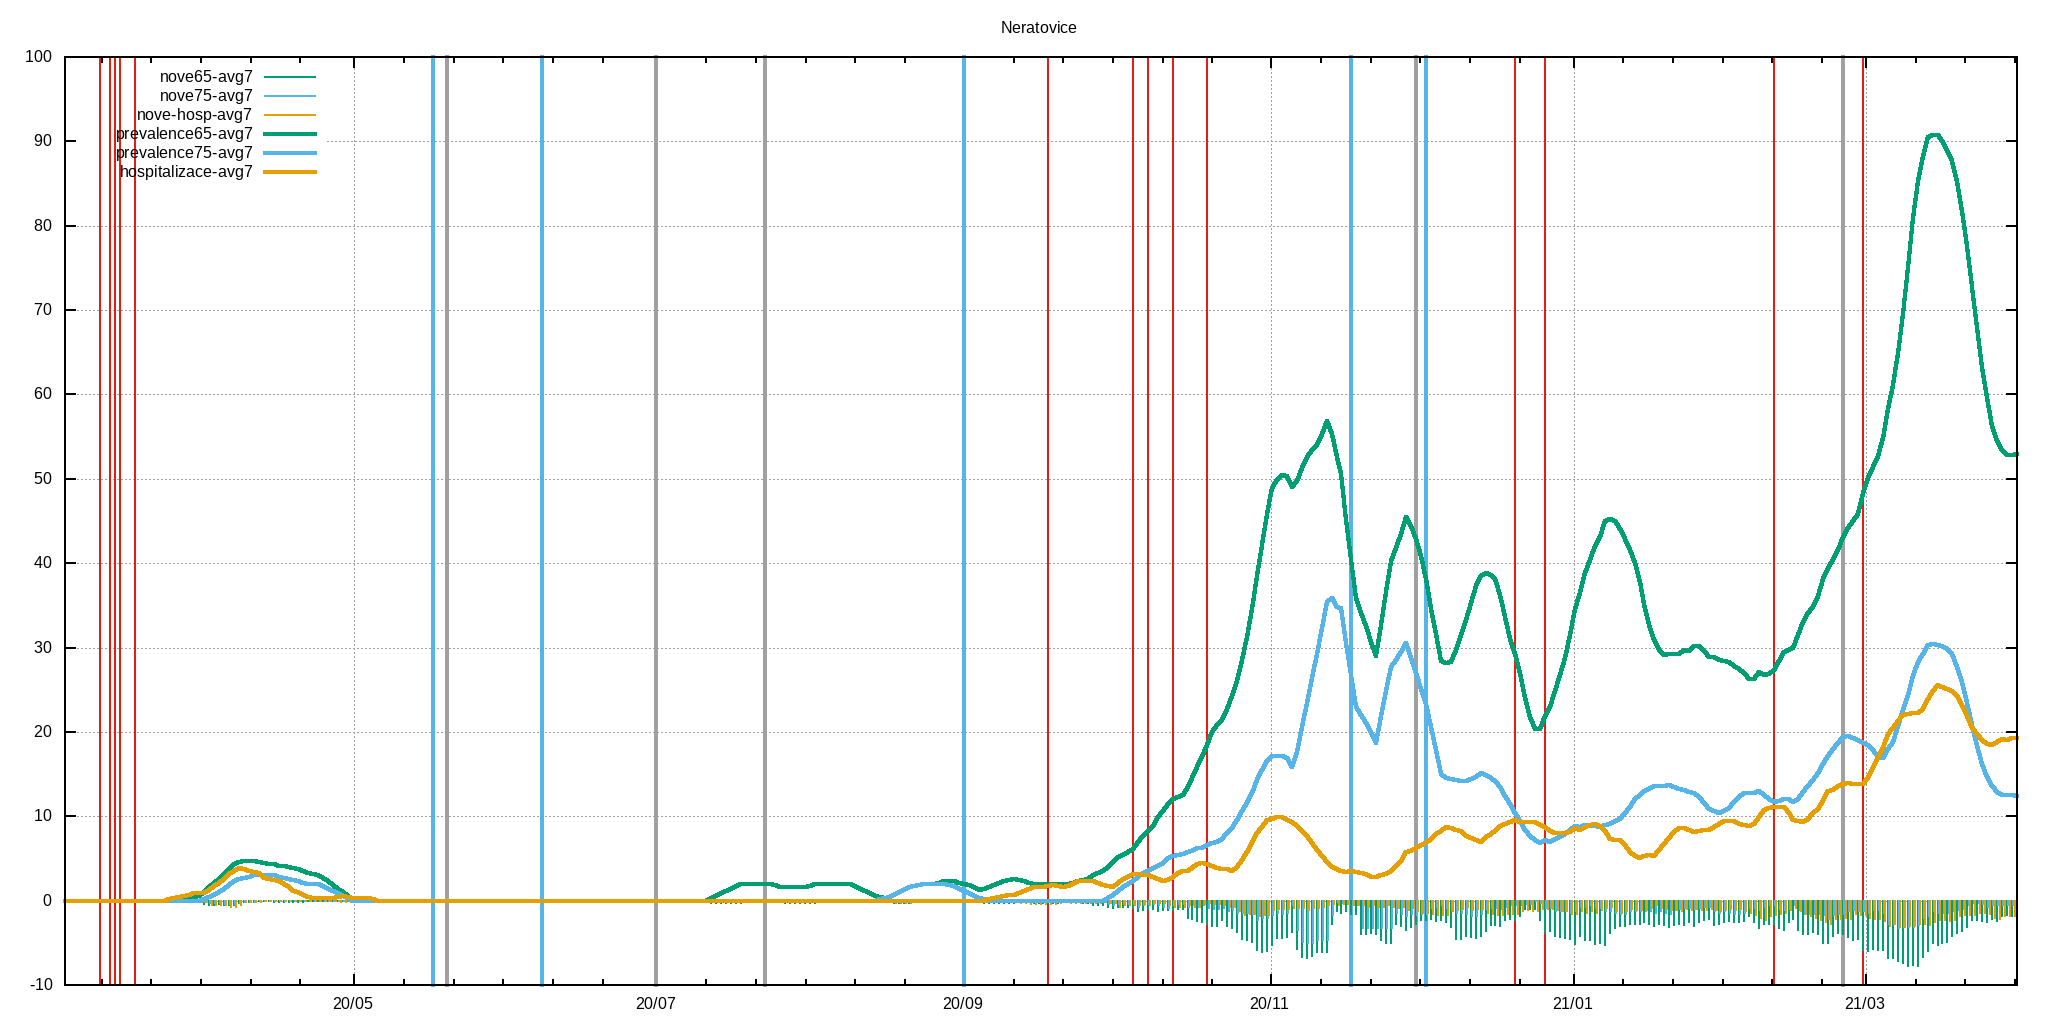 Neratovice
100
90
80
70
60
50
40
30
20
10
0
-10
nove65-avg7
nove75-avg7
nove-hosp-avg7
prevalence65-avg7
prevalence75-avg7
hospitalizace-avg7
20/05 20/07 20/09 20/11 21/01 21/03